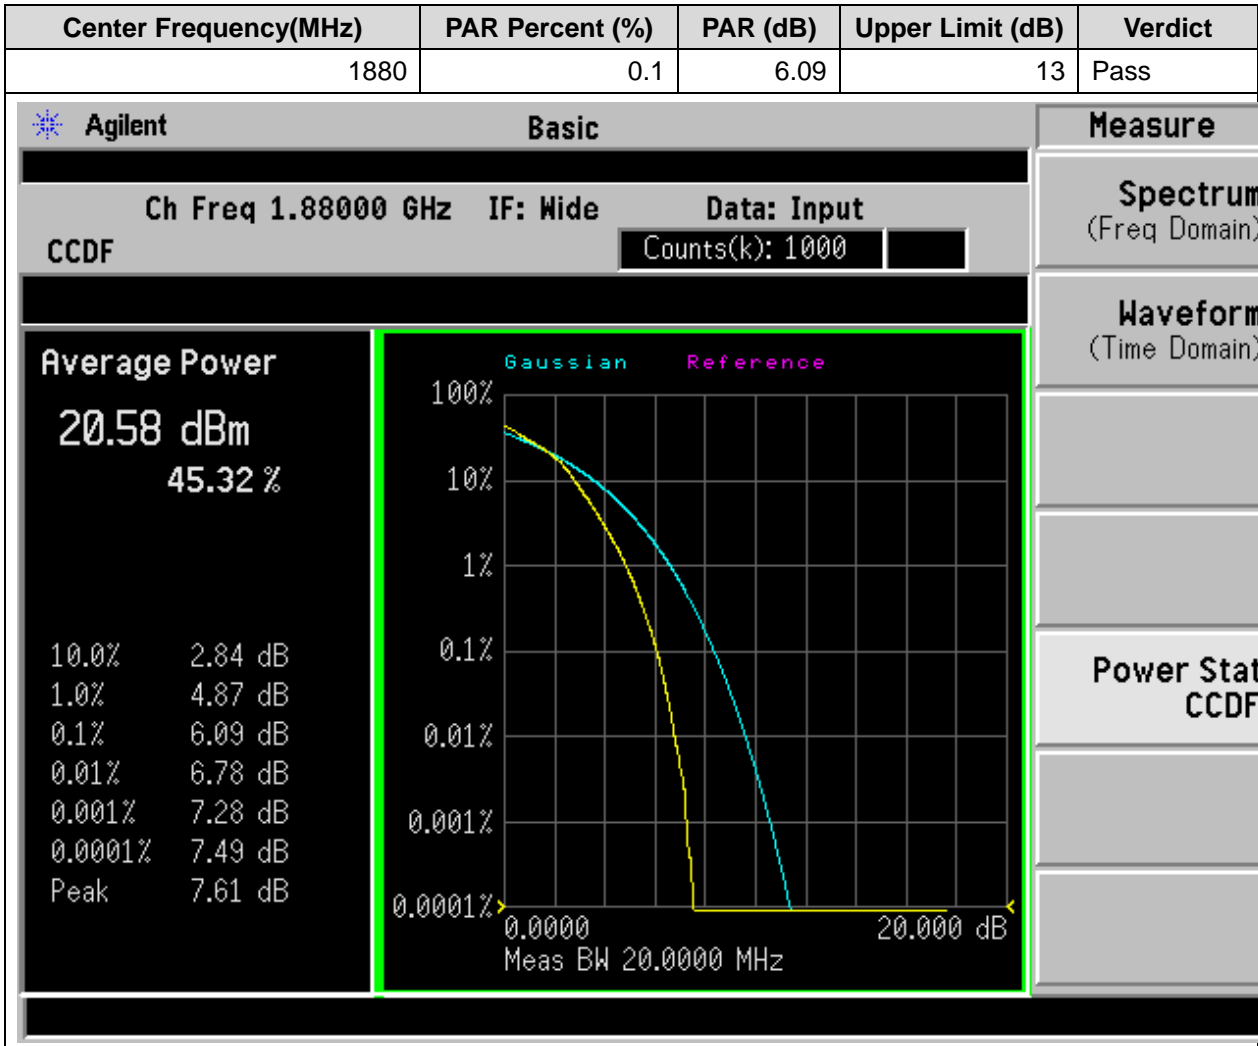 Center Frequency(MHz) PAR Percent (%) PAR (dB) Upper Limit (dB) Verdict
1880 0.1 6.09 13 Pass
Agilent Basic Measure
Ch Freq 1.88000 GHz IF: Wide Data: Input
CCDF Counts(k): 1000
Spectrum
(Freq Domain)
Waveform
(Time Domain)
Power Stat
CCDF
Average Power
20.58 dBm
45.32 %
10.0% 2.84 dB
1.0% 4.87 dB
0.1% 6.09 dB
0.01% 6.78 dB
0.001% 7.28 dB
0.0001% 7.49 dB
Peak 7.61 dB
Gaussian Reference
100%
10%
1%
0.1%
0.01%
0.001%
0.0001%
0.0000 20.000 dB
Meas BW 20.0000 MHz